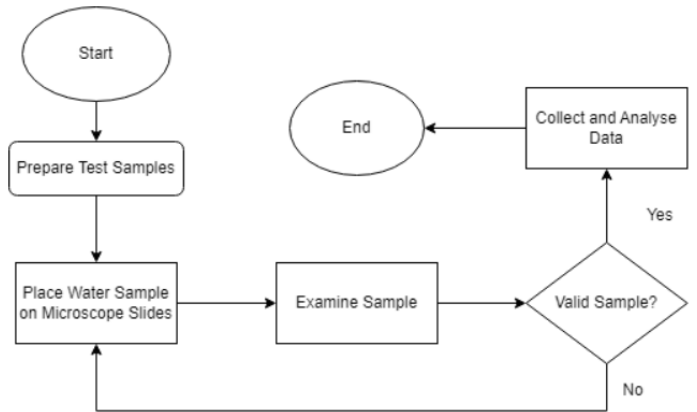 Start
Prepare Test Samples
Place Water Sample
on Microscope Slides
Examine Sample
Valid Sample?
Yes
No
Collect and Analyse
Data
End